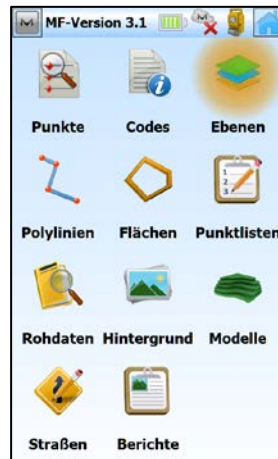 MF-Version 3.1
Punkte Codes Ebenen
Polylinien Flächen Punktlisten
Rohdaten Hintergrund Modelle
Straßen Berichte